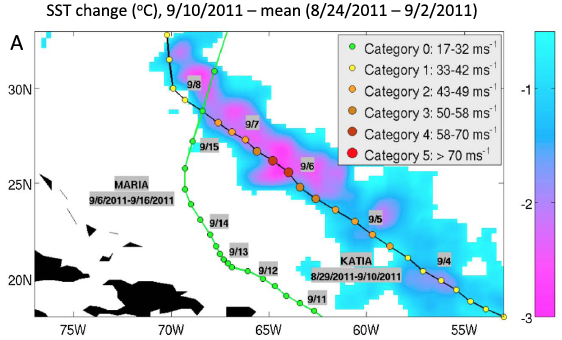 SST change (°C), 9/10/2011 – mean (8/24/2011 – 9/2/2011)
A
Category 0: 17-32 ms⁻¹
Category 1: 33-42 ms⁻¹
Category 2: 43-49 ms⁻¹
Category 3: 50-58 ms⁻¹
Category 4: 58-70 ms⁻¹
Category 5: > 70 ms⁻¹
30N
25N
20N
9/8
9/7
9/15
9/6
MARIA
9/6/2011-9/16/2011
9/5
9/14
9/13
KATIA
8/29/2011-9/10/2011
9/4
9/12
9/11
75W
70W
65W
60W
55W
-1
-2
-3